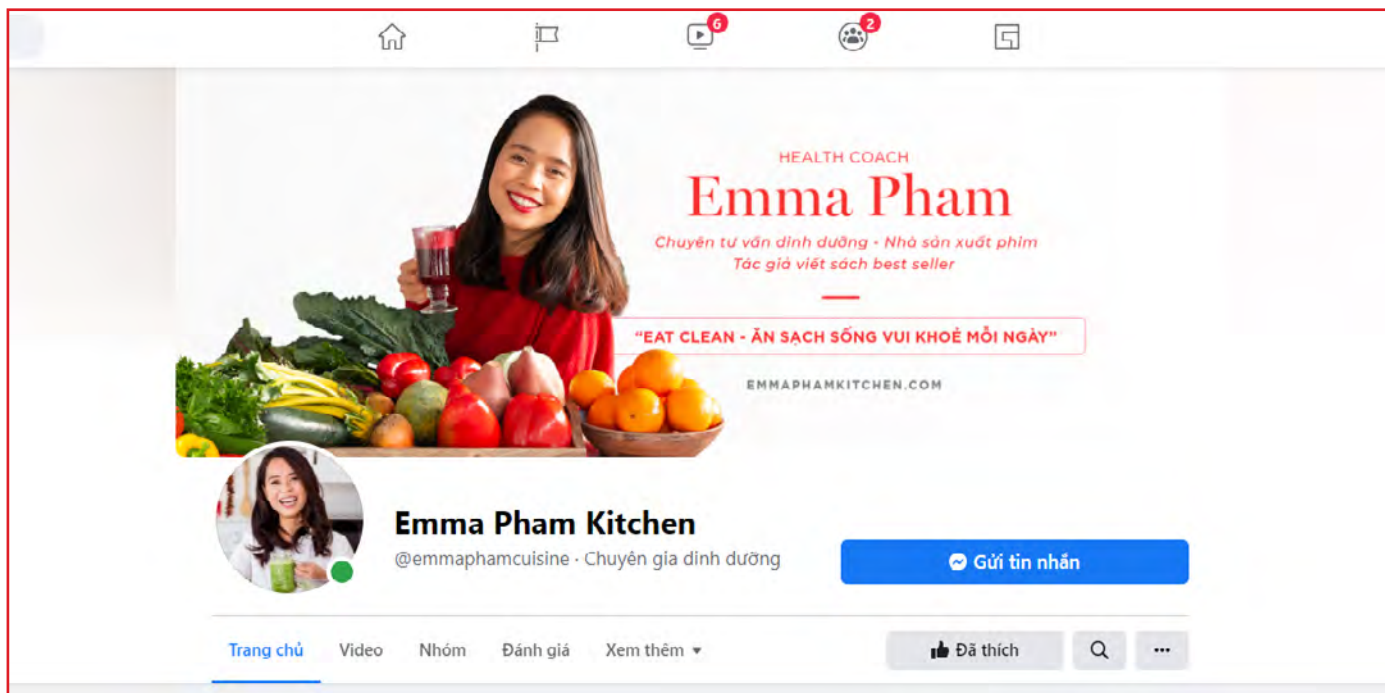 6
2
HEALTH COACH
Emma Pham
Chuyên tư vấn dinh dưỡng - Nhà sản xuất phim
Tác giả viết sách best seller
“EAT CLEAN - ĂN SẠCH SỐNG VUI KHOẺ MỖI NGÀY”
EMMAPHAMKITCHEN.COM
Emma Pham Kitchen
@emmaphamcuisine · Chuyên gia dinh dưỡng
Gửi tin nhắn
Trang chủ Video Nhóm Đánh giá Xem thêm Đã thích